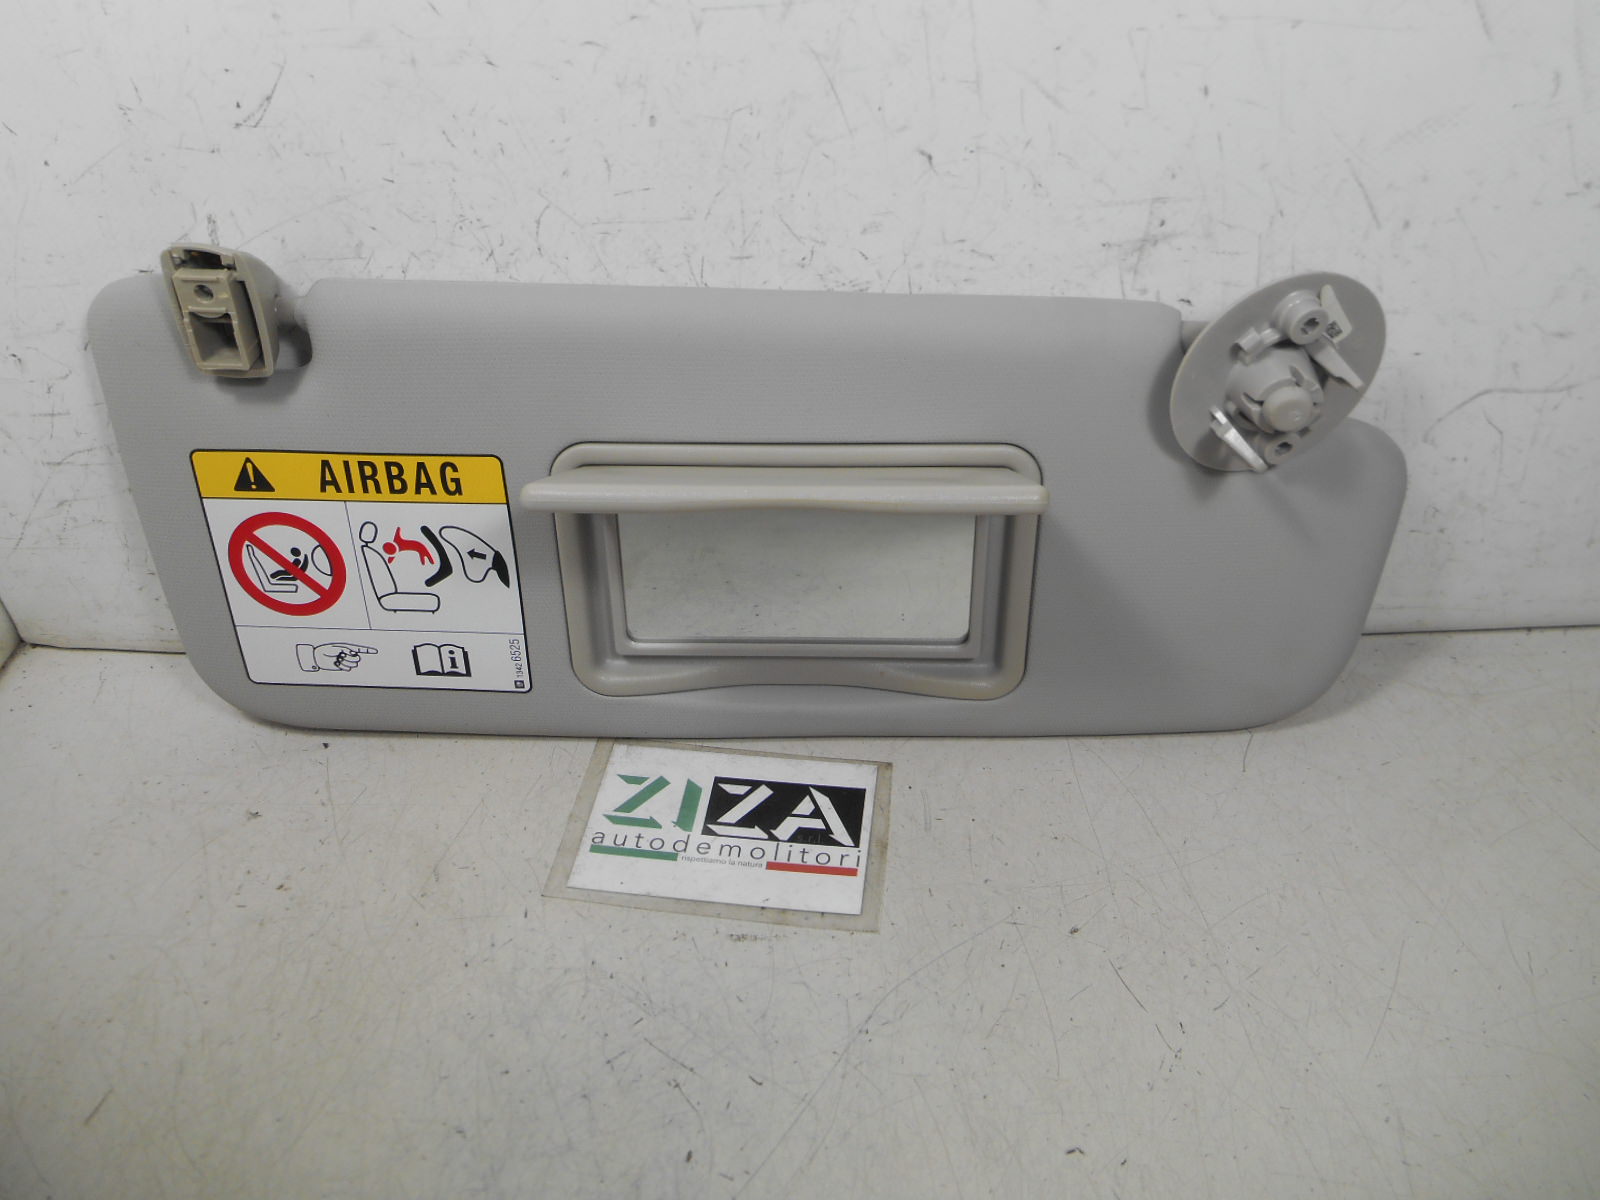 AIRBAG
i
13426525
ZIZA
s.r.l.
autodemolitori
rispettiamo la natura